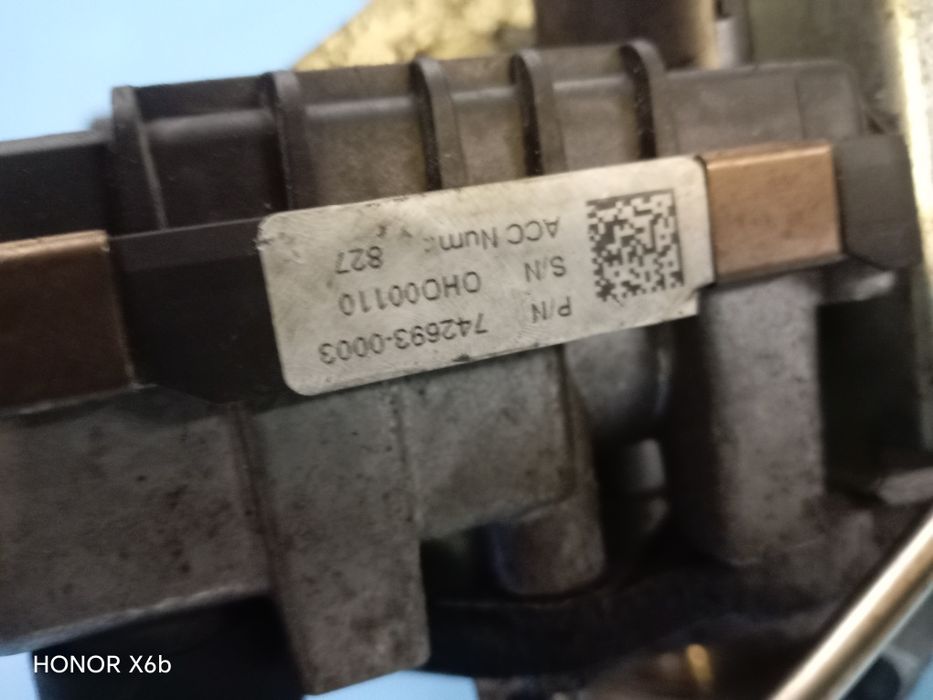 P/N 742693-0003
S/N OHD00110
ACC Num.: 827
HONOR X6b